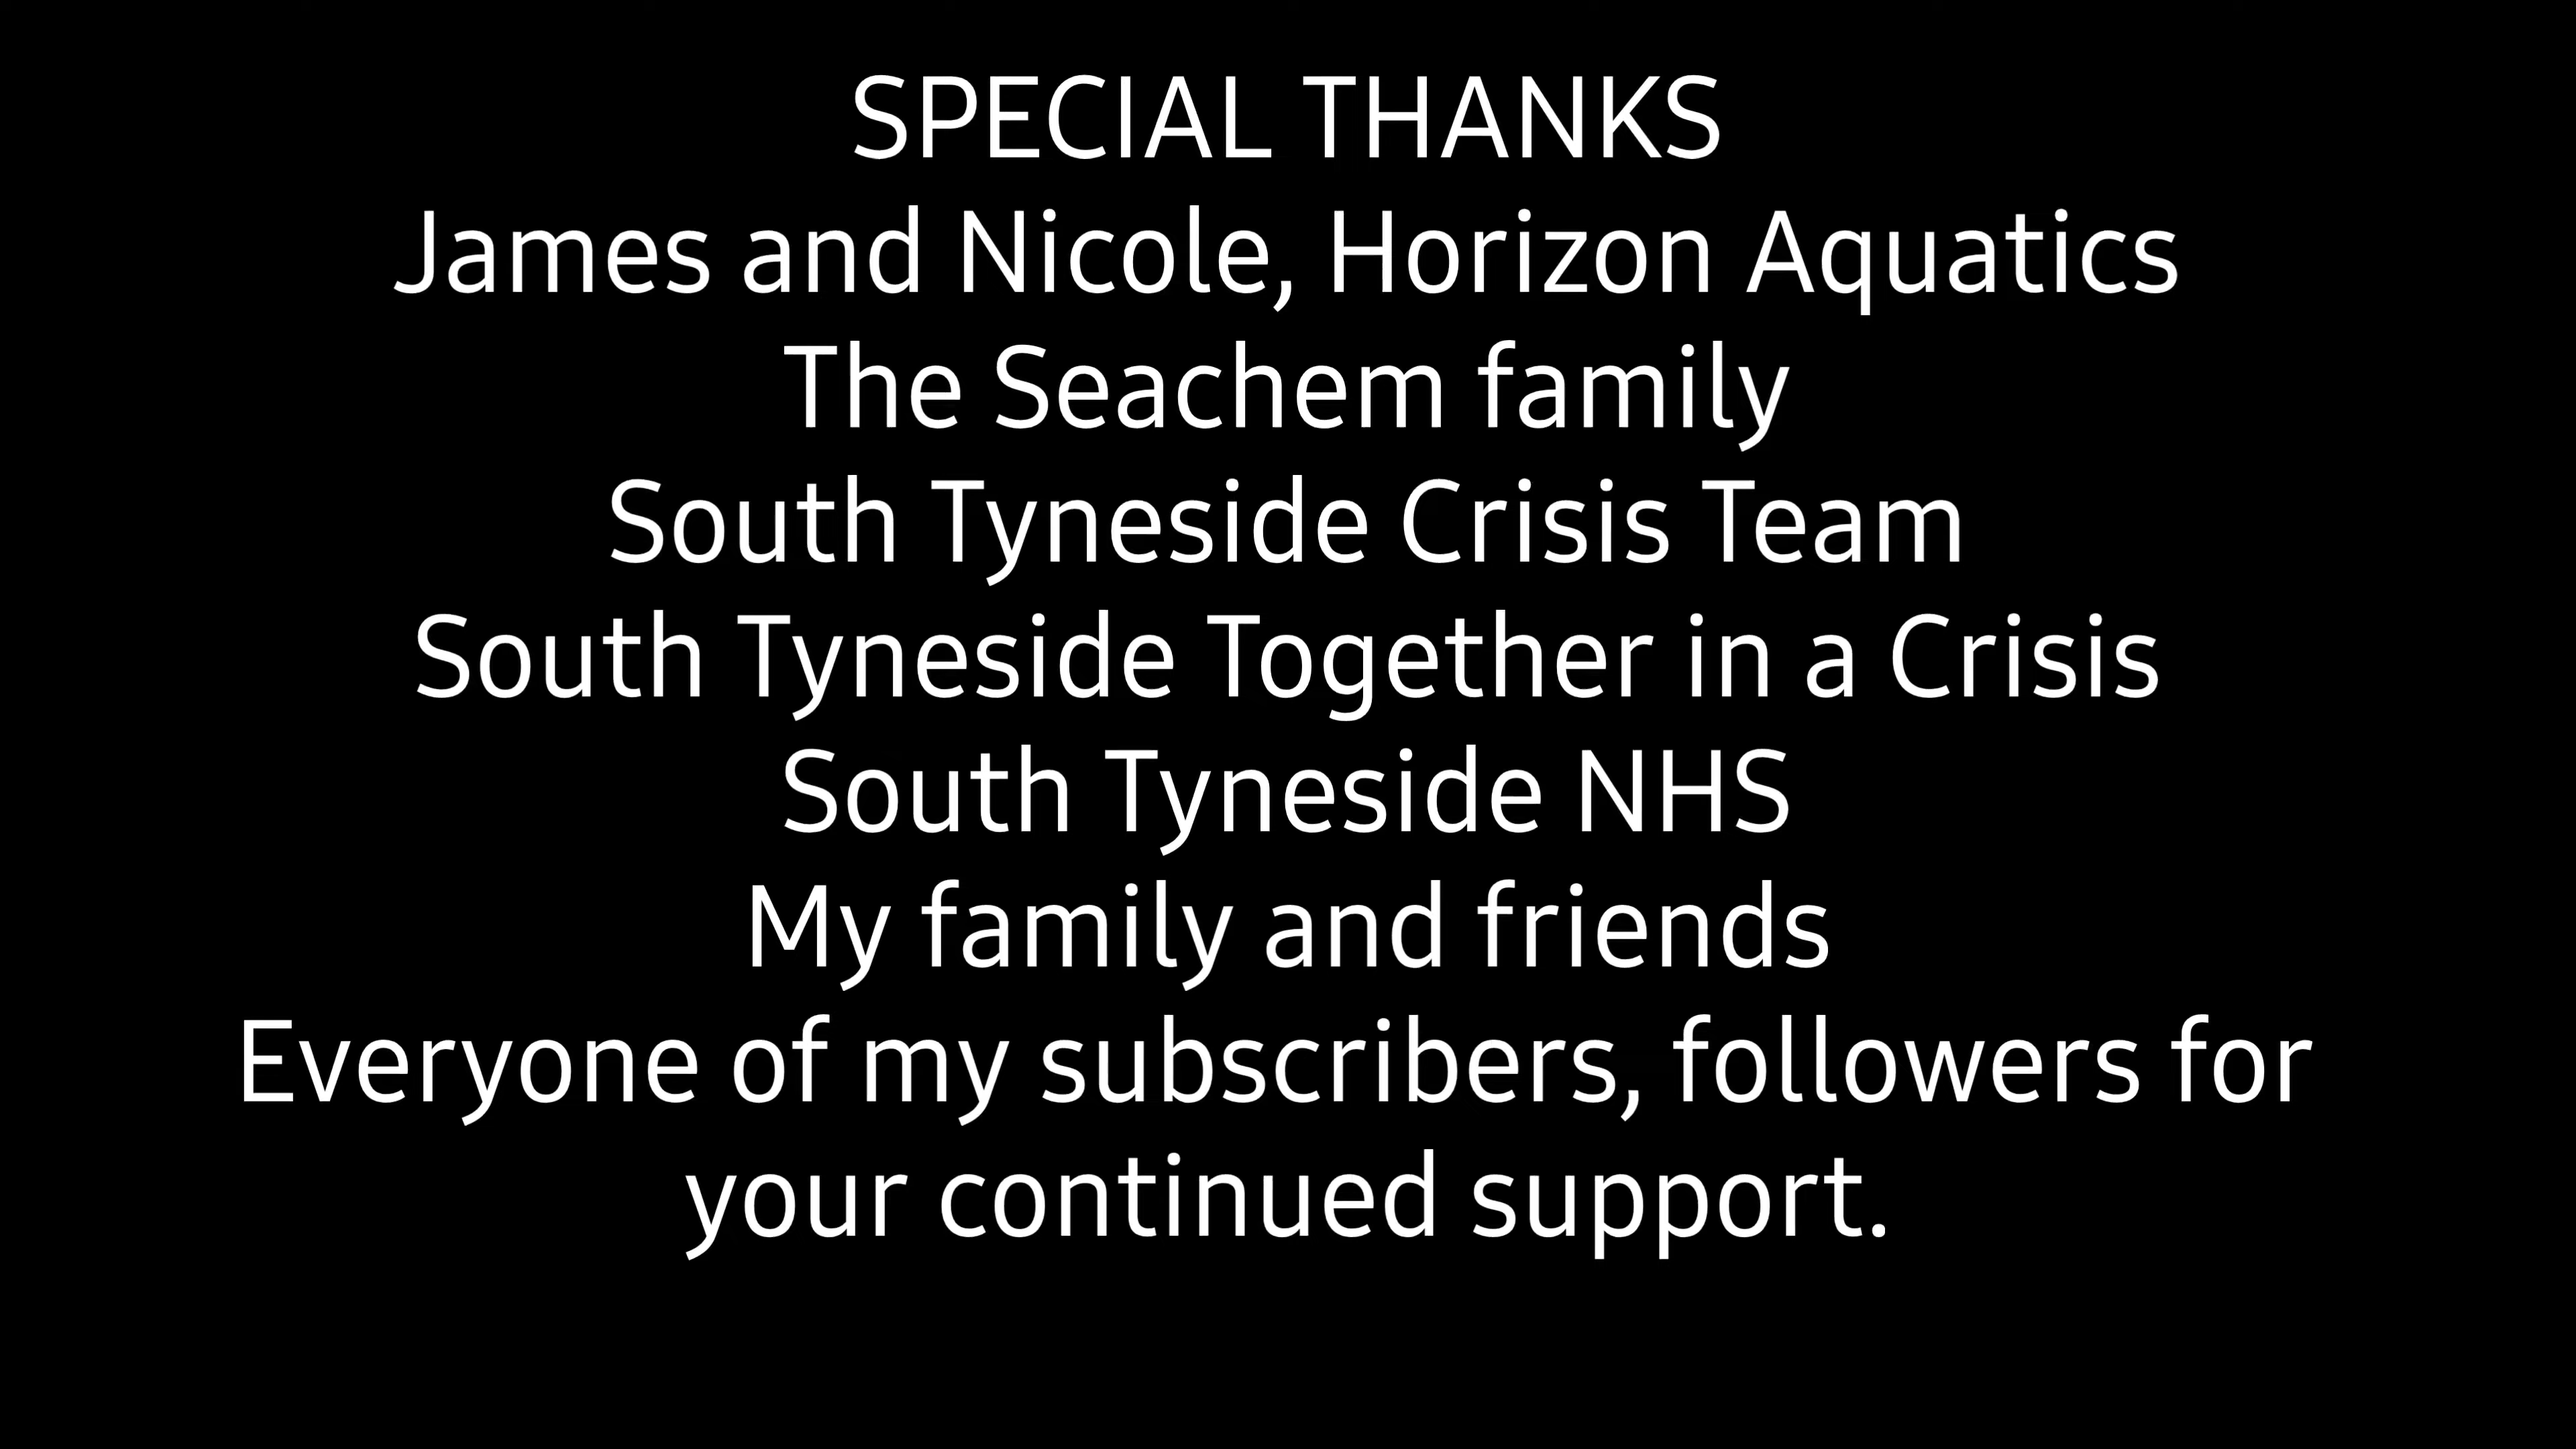 SPECIAL THANKS
James and Nicole, Horizon Aquatics
The Seachem family
South Tyneside Crisis Team
South Tyneside Together in a Crisis
South Tyneside NHS
My family and friends
Everyone of my subscribers, followers for
your continued support.